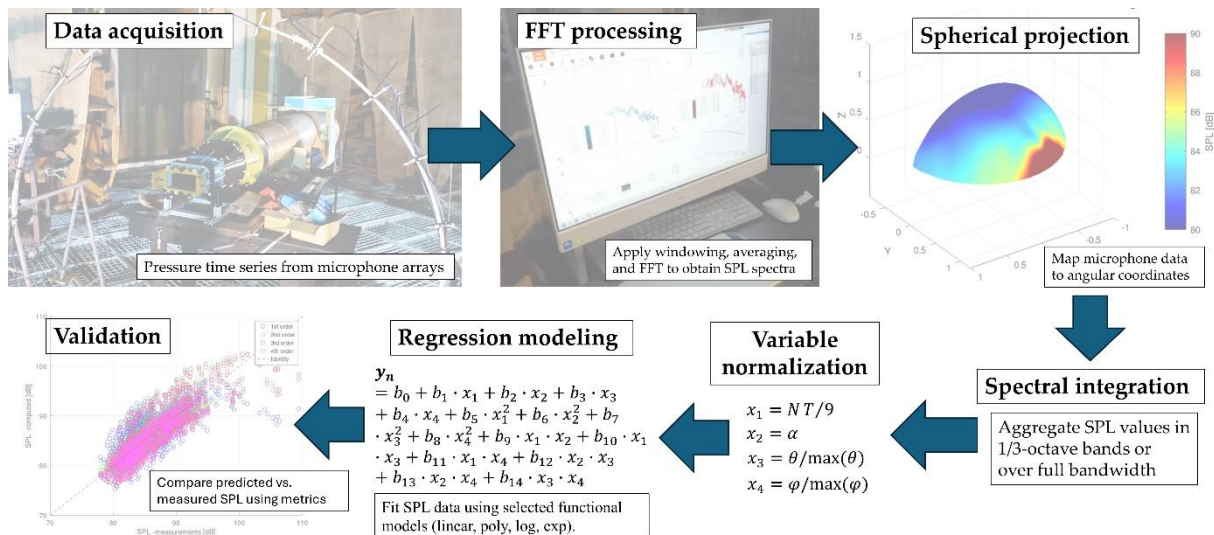 Data acquisition
Pressure time series from microphone arrays
FFT processing
Apply windowing, averaging,
and FFT to obtain SPL spectra
Spherical projection
1.5
1
0.5
0
Z
-0.5
0
0.5
1
Y
1
0.5
-0.5
-1
90
88
86
84
82
80
SPL [dB]
Map microphone data
to angular coordinates
Spectral integration
Aggregate SPL values in
1/3-octave bands or
over full bandwidth
Variable
normalization
x₁ = NT/9
x₂ = α
x₃ = θ/max(θ)
x₄ = φ/max(φ)
Regression modeling
yₙ
= b₀ + b₁ · x₁ + b₂ · x₂ + b₃ · x₃
+ b₄ · x₄ + b₅ · x₁² + b₆ · x₂² + b₇
· x₃² + b₈ · x₄² + b₉ · x₁ · x₂ + b₁₀ · x₁
· x₃ + b₁₁ · x₁ · x₄ + b₁₂ · x₂ · x₃
+ b₁₃ · x₂ · x₄ + b₁₄ · x₃ · x₄
Fit SPL data using selected functional
models (linear, poly, log, exp).
Validation
110
100
90
80
70
SPL -computed [dB]
1st order
2nd order
3rd order
4th order
Identity
Compare predicted vs.
measured SPL using metrics
70
80
90
100
110
SPL -measurements [dB]